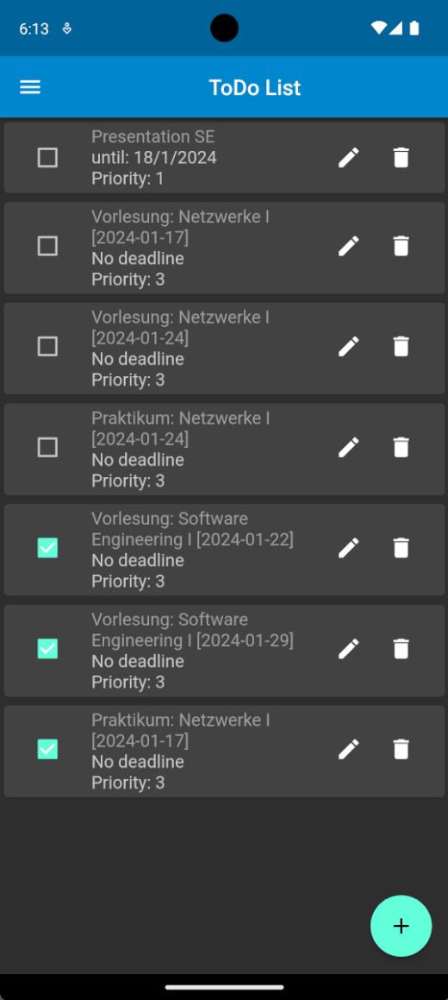 6:13
ToDo List
Presentation SE
until: 18/1/2024
Priority: 1
Vorlesung: Netzwerke I
[2024-01-17]
No deadline
Priority: 3
Vorlesung: Netzwerke I
[2024-01-24]
No deadline
Priority: 3
Praktikum: Netzwerke I
[2024-01-24]
No deadline
Priority: 3
Vorlesung: Software
Engineering I [2024-01-22]
No deadline
Priority: 3
Vorlesung: Software
Engineering I [2024-01-29]
No deadline
Priority: 3
Praktikum: Netzwerke I
[2024-01-17]
No deadline
Priority: 3